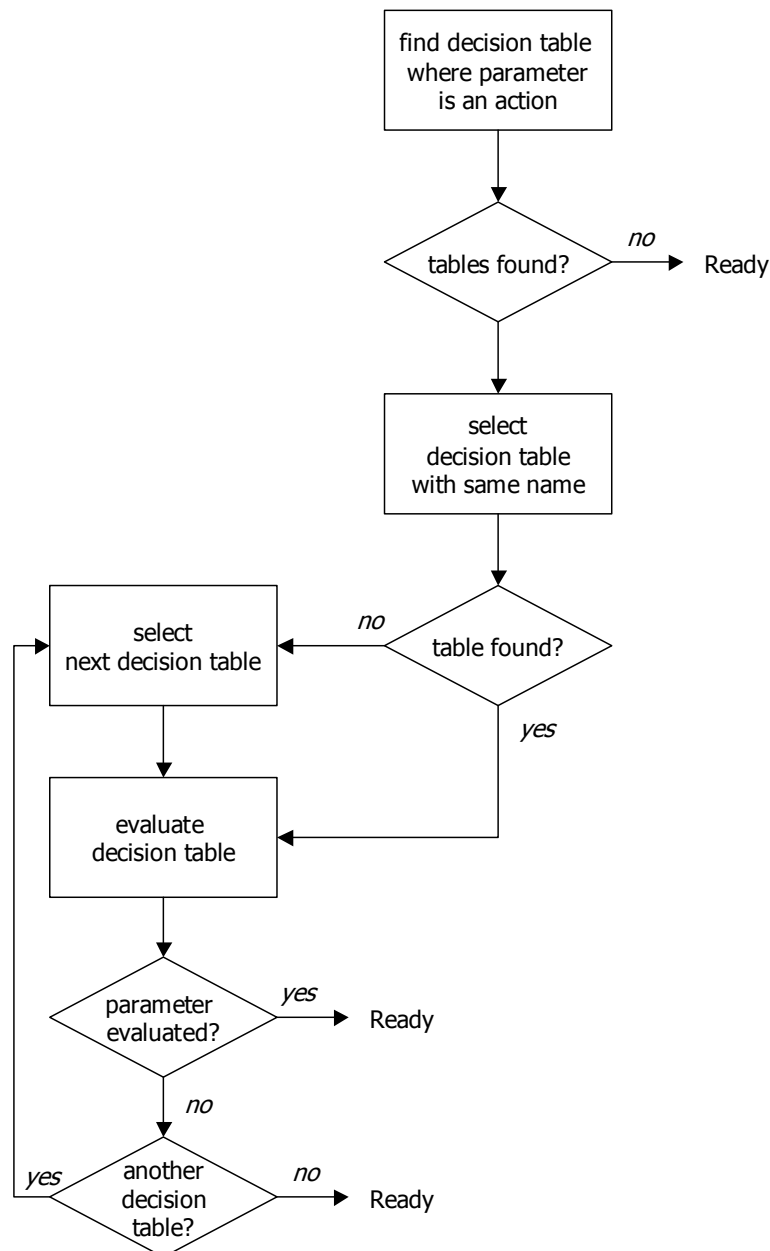 find decision table
where parameter
is an action
tables found?
no
Ready
select
decision table
with same name
table found?
no
yes
select
next decision table
evaluate
decision table
parameter
evaluated?
yes
Ready
no
another
decision
table?
yes
no
Ready